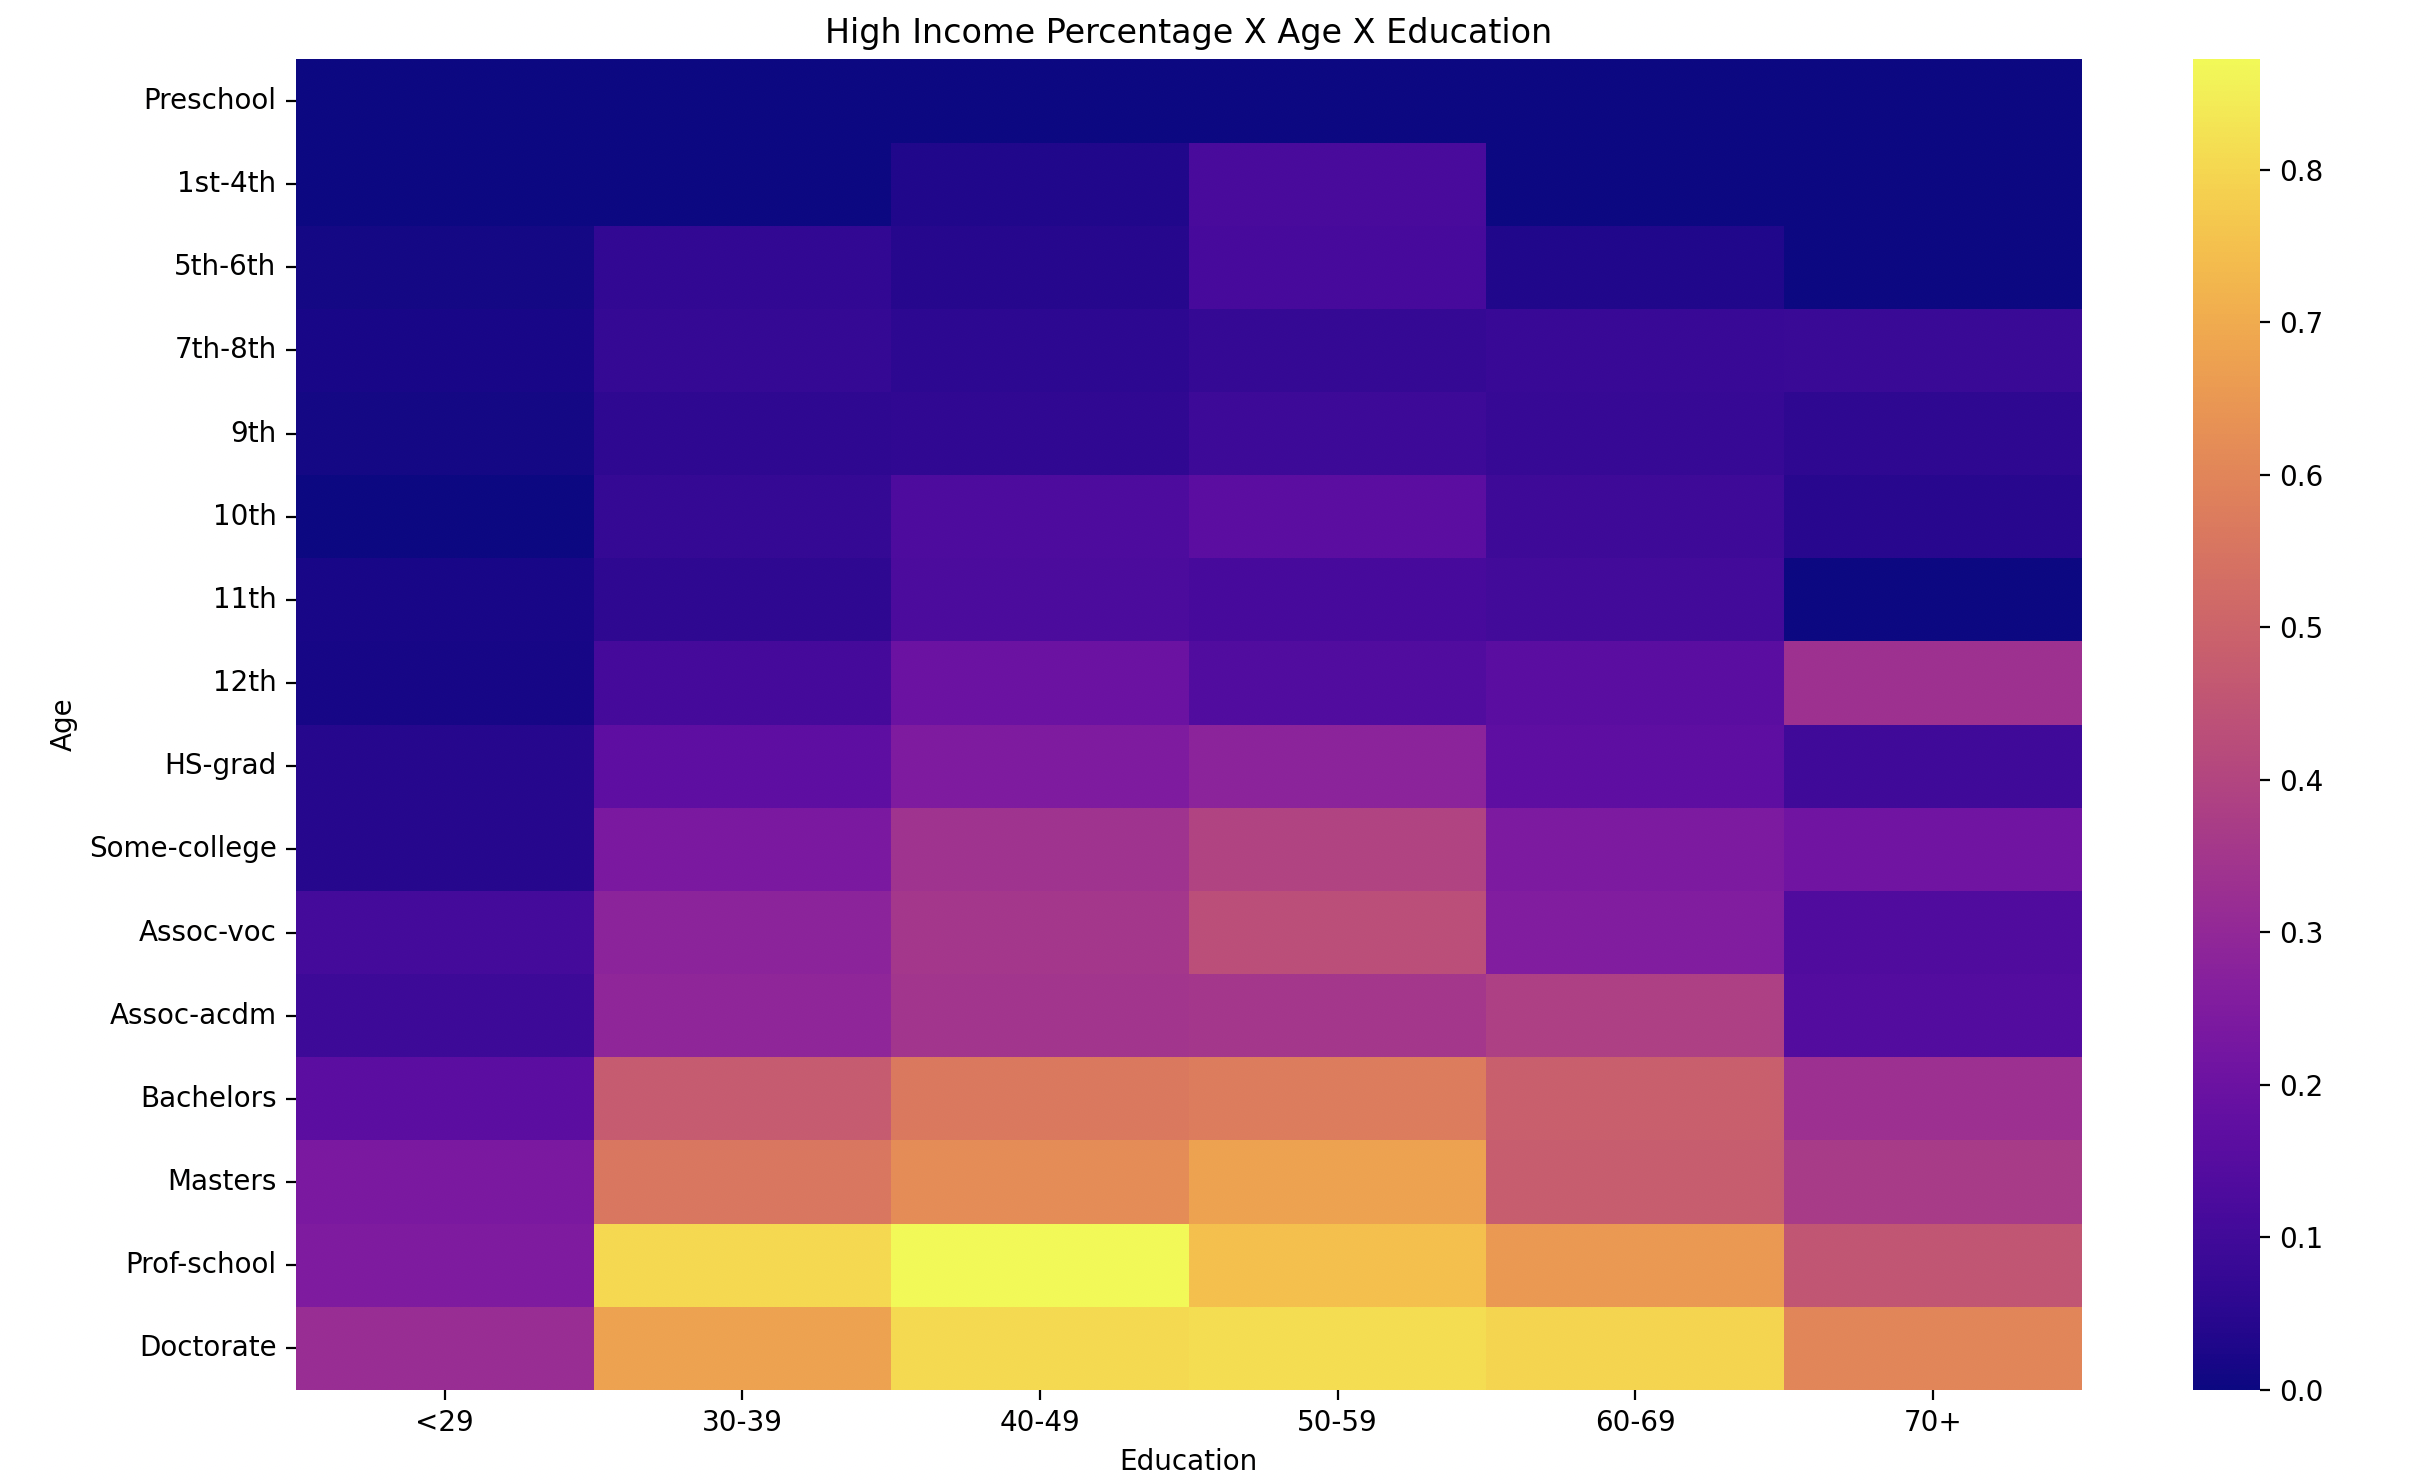 High Income Percentage X Age X Education
Preschool
1st-4th
5th-6th
7th-8th
9th
10th
11th
12th
HS-grad
Some-college
Assoc-voc
Assoc-acdm
Bachelors
Masters
Prof-school
Doctorate
Age
<29 30-39 40-49 50-59 60-69 70+
Education
0.8
0.7
0.6
0.5
0.4
0.3
0.2
0.1
0.0